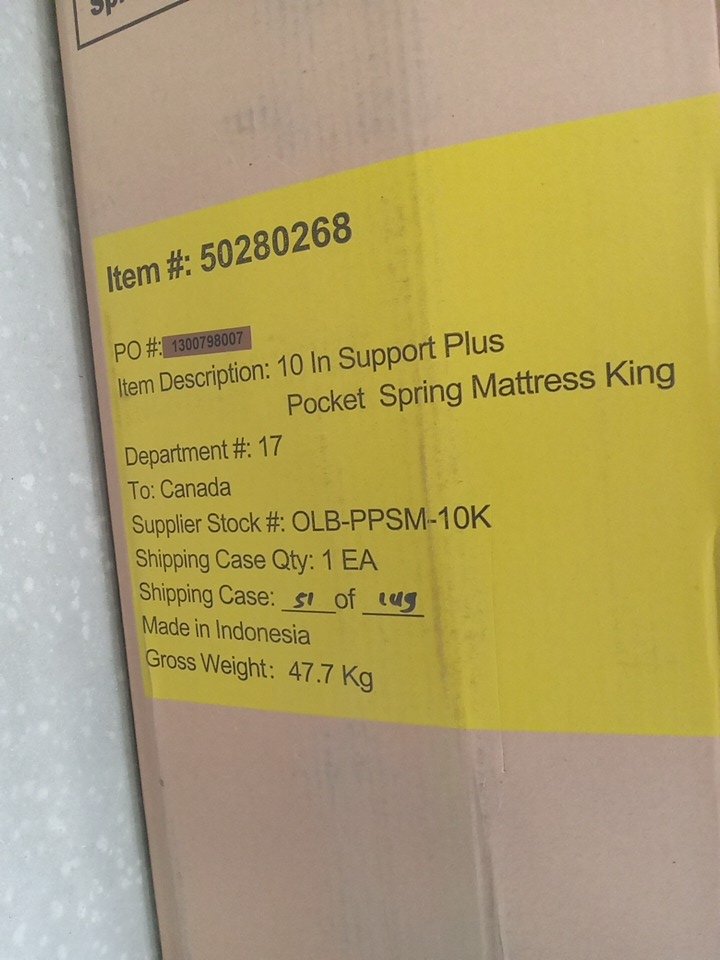 Item #: 50280268
PO #: 1300798007
Item Description: 10 In Support Plus
Pocket Spring Mattress King
Department #: 17
To: Canada
Supplier Stock #: OLB-PPSM-10K
Shipping Case Qty: 1 EA
Shipping Case: 51 of 149
Made in Indonesia
Gross Weight: 47.7 Kg